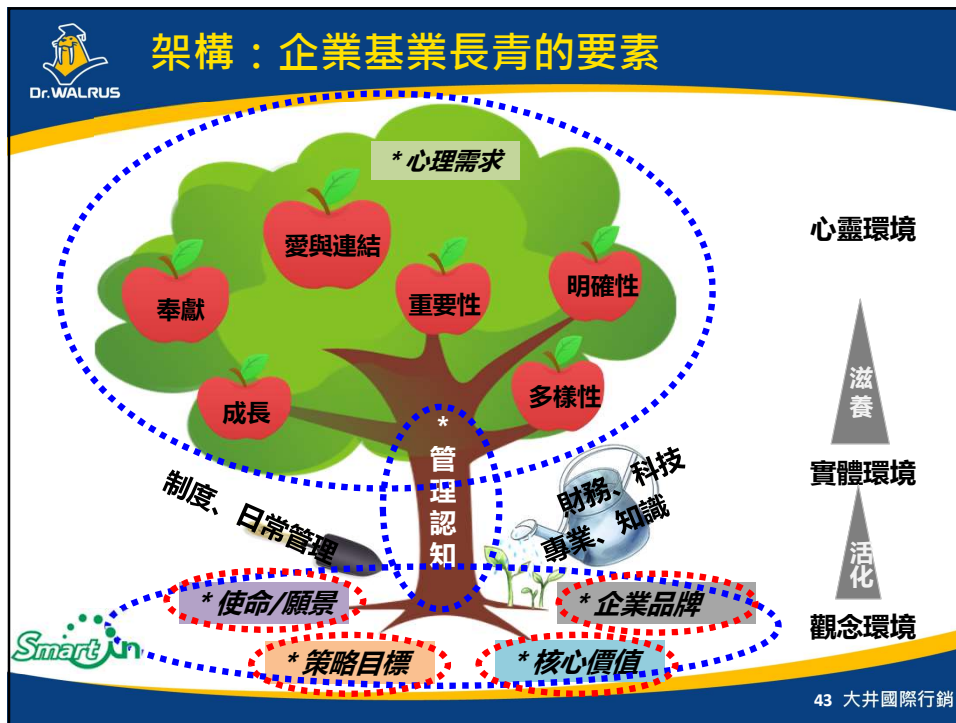 架構：企業基業長青的要素
Dr.WALRUS
*心理需求
心靈環境
愛與連結
明確性
奉獻
重要性
滋養
多樣性
成長
*管理認知
實體環境
制度、日常管理
財務、科技
專業、知識
活化
*使命/願景
*企業品牌
觀念環境
Smart in
*策略目標
*核心價值
43 大井國際行銷